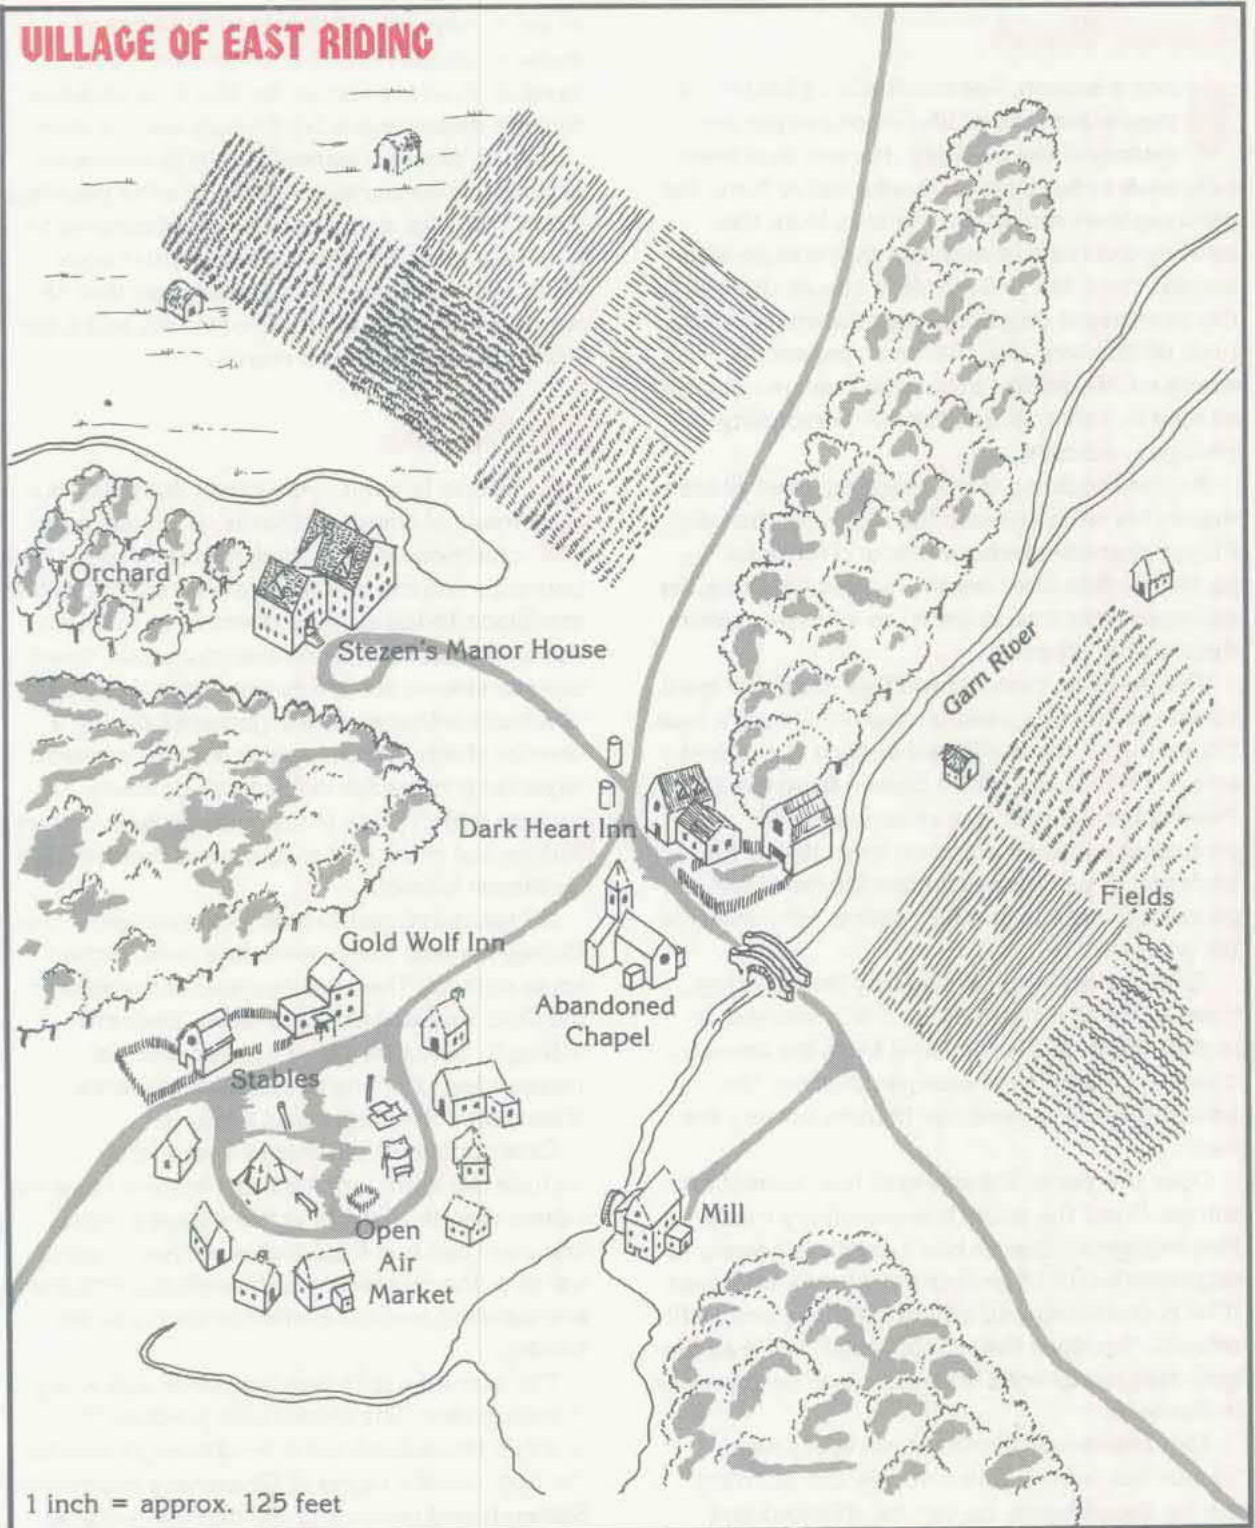 VILLAGE OF EAST RIDING
Orchard
Stezen's Manor House
Garn River
Dark Heart Inn
Fields
Gold Wolf Inn
Abandoned
Chapel
Stables
Mill
Open
Air
Market
1 inch = approx. 125 feet